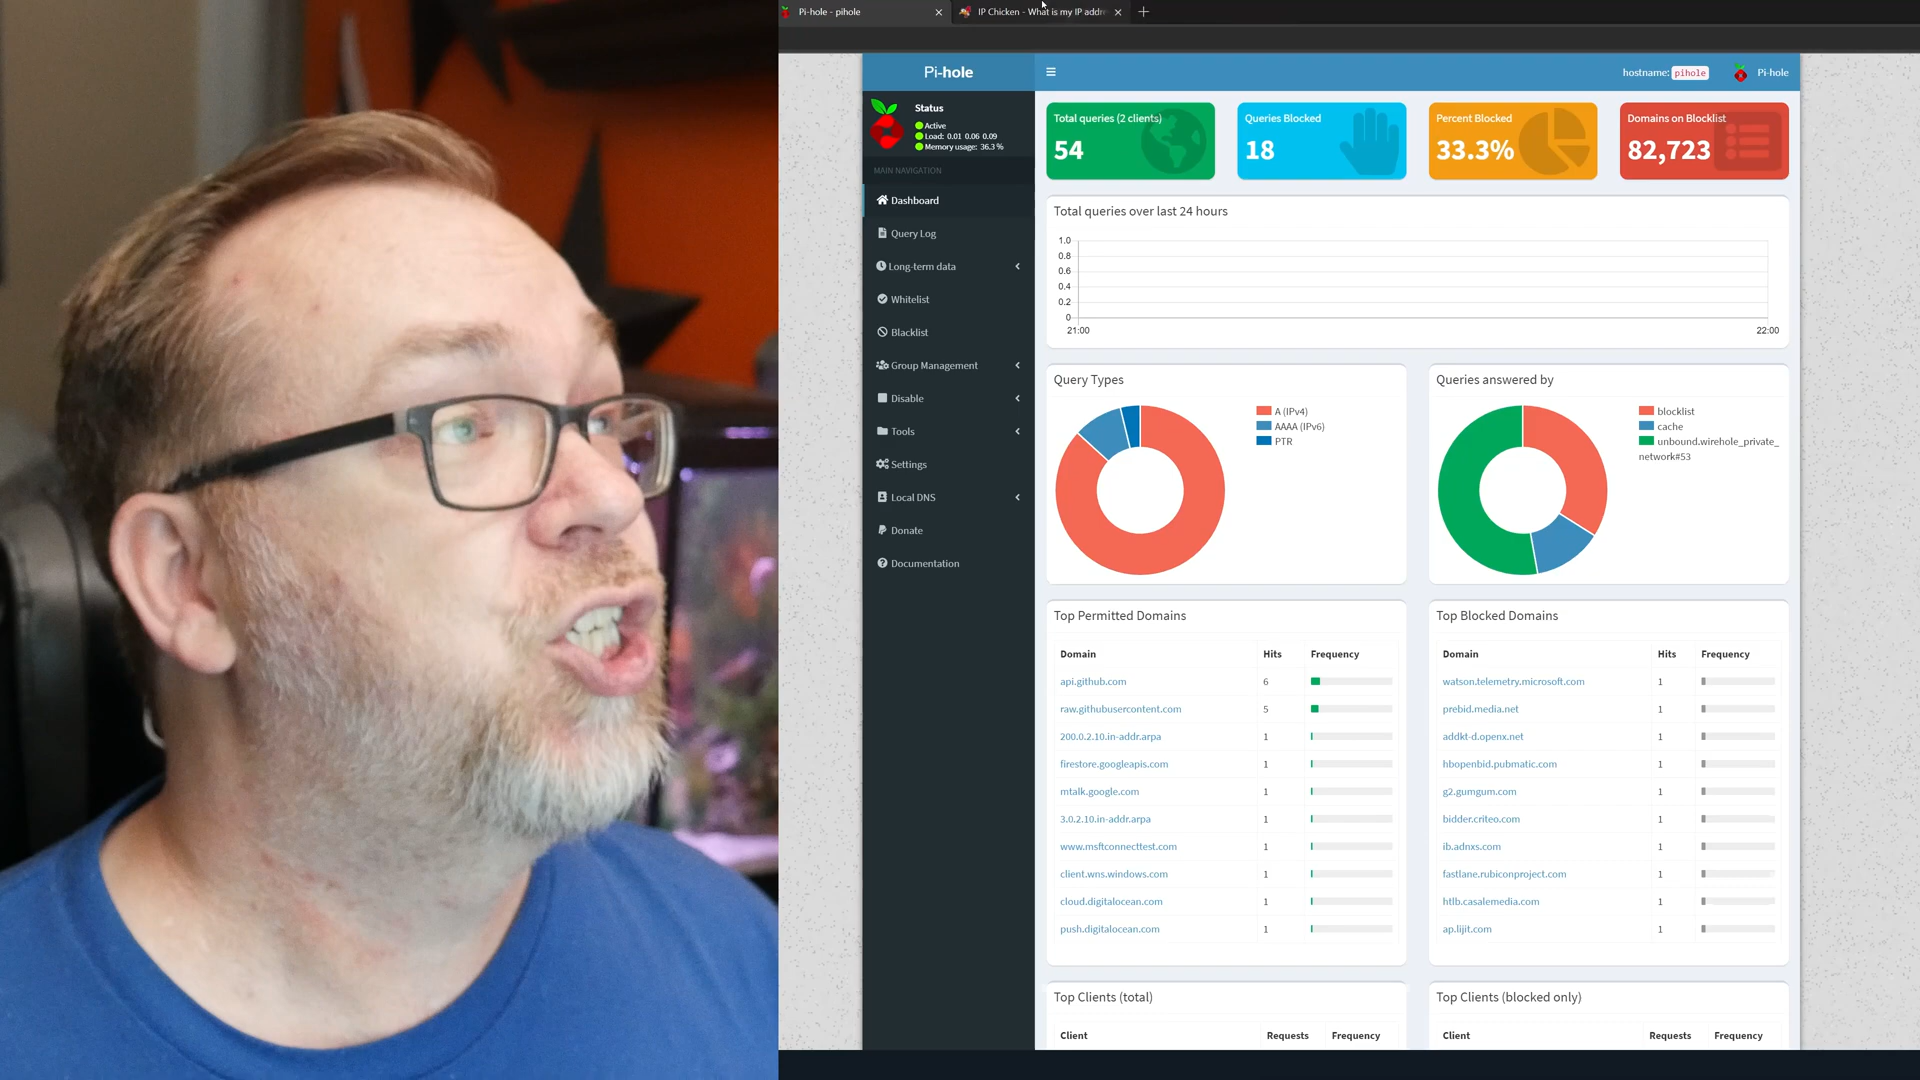 Pi-hole - pihole
IP Chicken - What is my IP addr
Pi-hole
hostname: pihole
Pi-hole
Status
Active
Load: 0.01 0.06 0.09
Memory usage: 36.3 %
MAIN NAVIGATION
Dashboard
Query Log
Long-term data
Whitelist
Blacklist
Group Management
Disable
Tools
Settings
Local DNS
Donate
Documentation
Total queries (2 clients)
54
Queries Blocked
18
Percent Blocked
33.3%
Domains on Blocklist
82,723
Total queries over last 24 hours
1.0
0.8
0.6
0.4
0.2
0
21:00
22:00
Query Types
A (IPv4)
AAAA (IPv6)
PTR
Queries answered by
blocklist
cache
unbound.wirehole_private_
network#53
Top Permitted Domains
Domain Hits Frequency
api.github.com 6
raw.githubusercontent.com 5
200.0.2.10.in-addr.arpa 1
firestore.googleapis.com 1
mtalk.google.com 1
3.0.2.10.in-addr.arpa 1
www.msftconnecttest.com 1
client.wns.windows.com 1
cloud.digitalocean.com 1
push.digitalocean.com 1
Top Blocked Domains
Domain Hits Frequency
watson.telemetry.microsoft.com 1
prebid.media.net 1
addkt-d.openx.net 1
hbopenbid.pubmatic.com 1
g2.gumgum.com 1
bidder.criteo.com 1
ib.adnxs.com 1
fastlane.rubiconproject.com 1
htlb.casalemedia.com 1
ap.lijit.com 1
Top Clients (total)
Client Requests Frequency
Top Clients (blocked only)
Client Requests Frequency